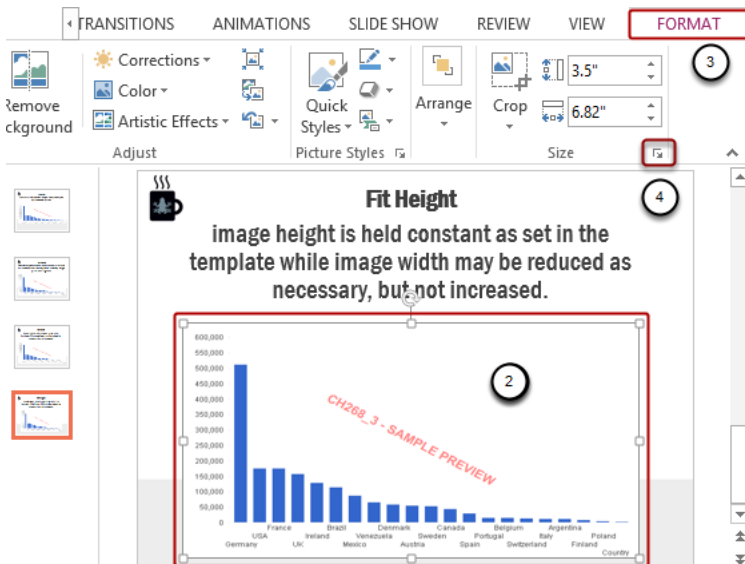 TRANSITIONS ANIMATIONS SLIDE SHOW REVIEW VIEW FORMAT
3
Corrections
Color
Artistic Effects
Remove
ckground
Quick
Styles
Arrange
Crop
3.5"
6.82"
Adjust Picture Styles Size
4
Fit Height
image height is held constant as set in the
template while image width may be reduced as
necessary, but not increased.
2
600,000
550,000
450,000
400,000
350,000
300,000
250,000
200,000
150,000
100,000
50,000
0
CH268_3 - SAMPLE PREVIEW
France Brazil Denmark Canada Belgium Argentina
USA Ireland Venezuela Sweden Portugal Italy Poland
Germany UK Mexico Austria Spain Switzerland Finland
Country